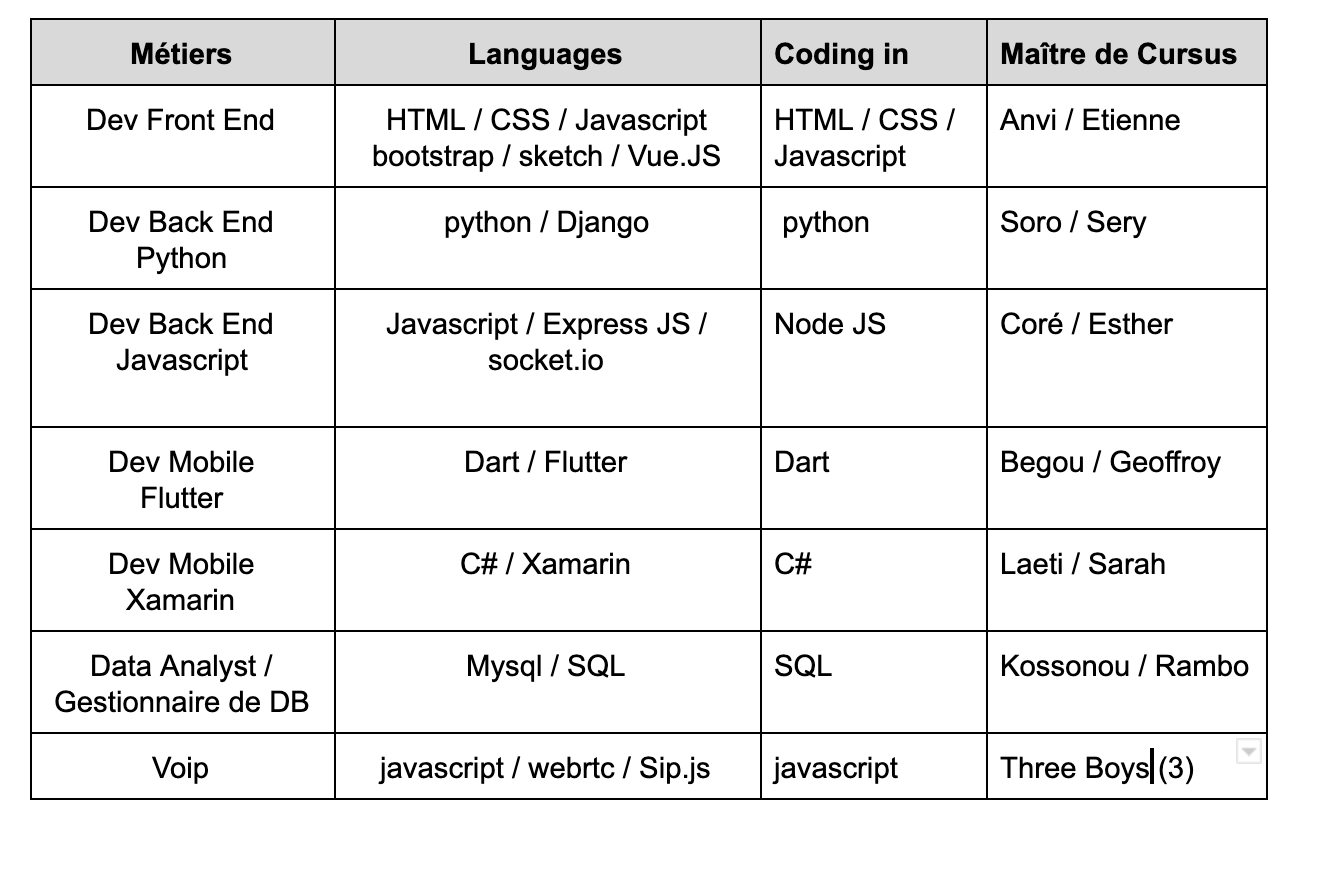 Métiers Languages Coding in Maître de Cursus
Dev Front End HTML / CSS / Javascript HTML / CSS / Anvi / Etienne
bootstrap / sketch / Vue.JS Javascript
Dev Back End python / Django python Soro / Sery
Python
Dev Back End Javascript / Express JS / Node JS Coré / Esther
Javascript socket.io
Dev Mobile Dart / Flutter Dart Begou / Geoffroy
Flutter
Dev Mobile C# / Xamarin C# Laeti / Sarah
Xamarin
Data Analyst / Mysql / SQL SQL Kossonou / Rambo
Gestionnaire de DB
Voip javascript / webrtc / Sip.js javascript Three Boys (3)